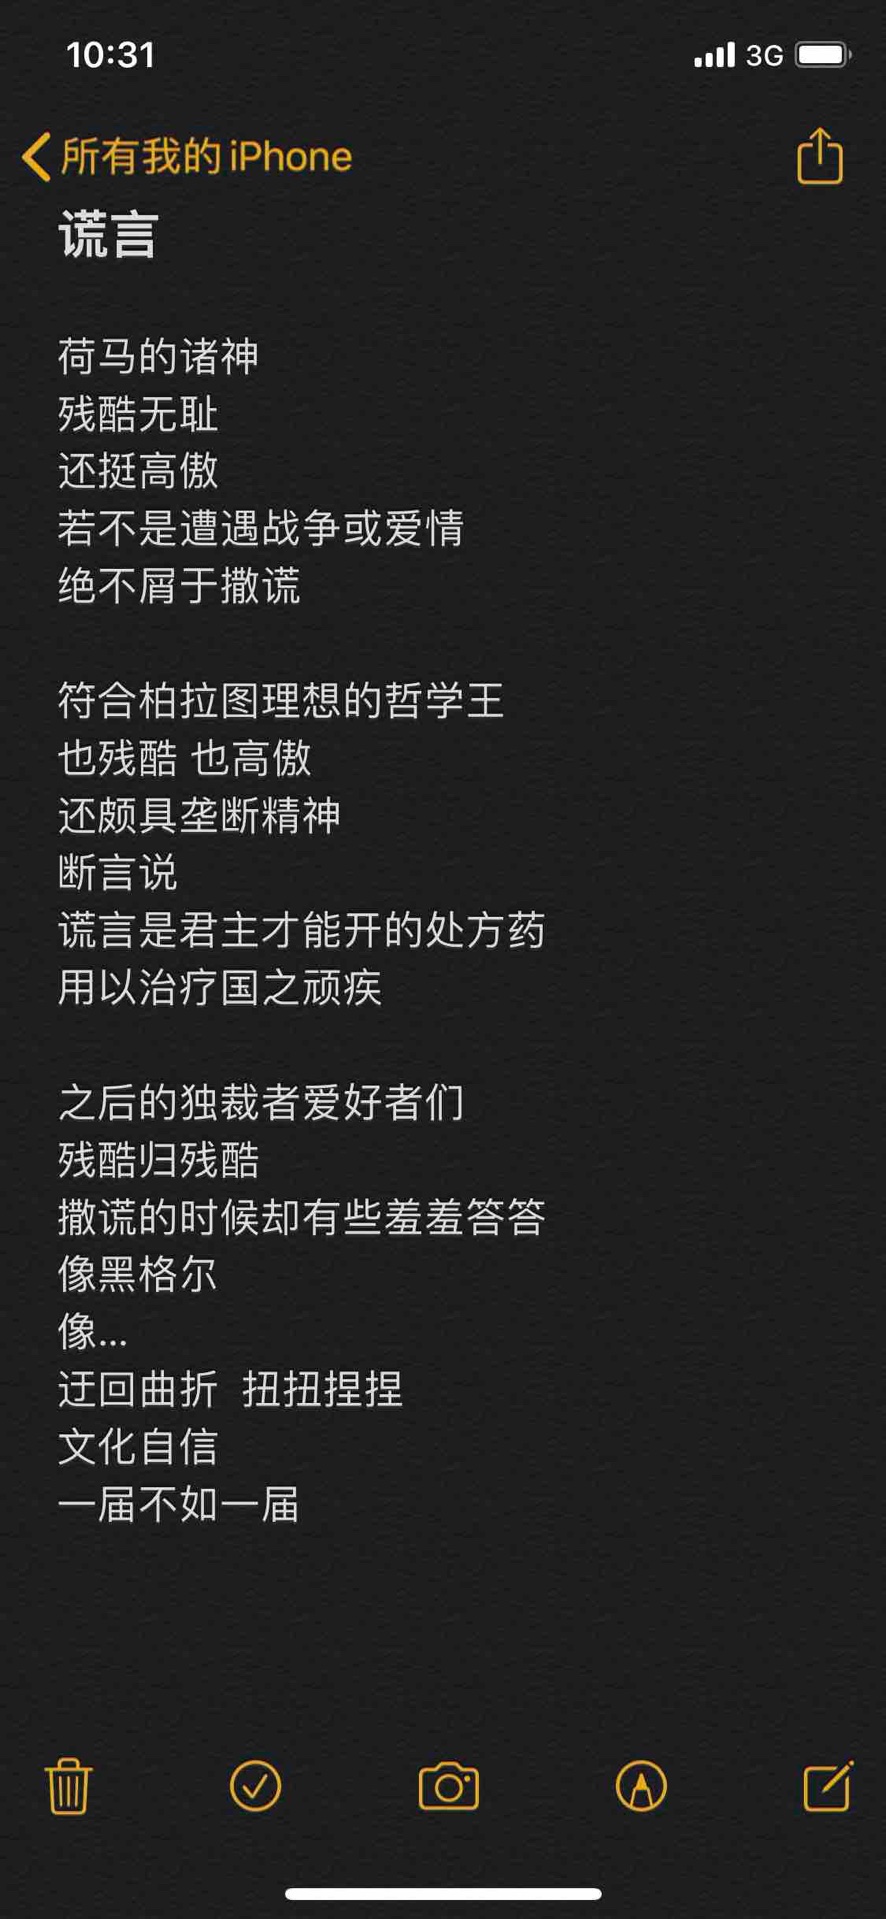 10:31
3G
所有我的 iPhone
谎言
荷马的诸神
残酷无耻
还挺高傲
若不是遭遇战争或爱情
绝不屑于撒谎
符合柏拉图理想的哲学王
也残酷 也高傲
还颇具垄断精神
断言说
谎言是君主才能开的处方药
用以治疗国之顽疾
之后的独裁者爱好者们
残酷归残酷
撒谎的时候却有些羞羞答答
像黑格尔
像...
迂回曲折  扭扭捏捏
文化自信
一届不如一届